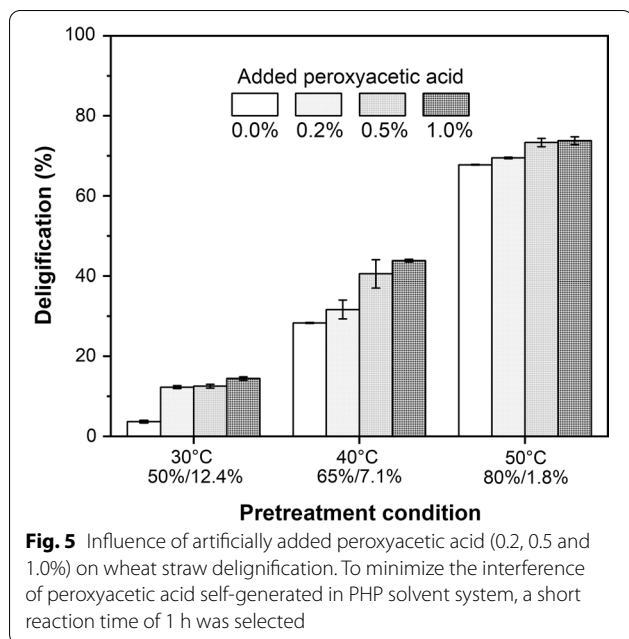 100
80
60
40
20
0
Deligification (%)
Added peroxyacetic acid
0.0% 0.2% 0.5% 1.0%
30°C 40°C 50°C
50%/12.4% 65%/7.1% 80%/1.8%
Pretreatment condition
Fig. 5 Influence of artificially added peroxyacetic acid (0.2, 0.5 and
1.0%) on wheat straw delignification. To minimize the interference
of peroxyacetic acid self-generated in PHP solvent system, a short
reaction time of 1 h was selected